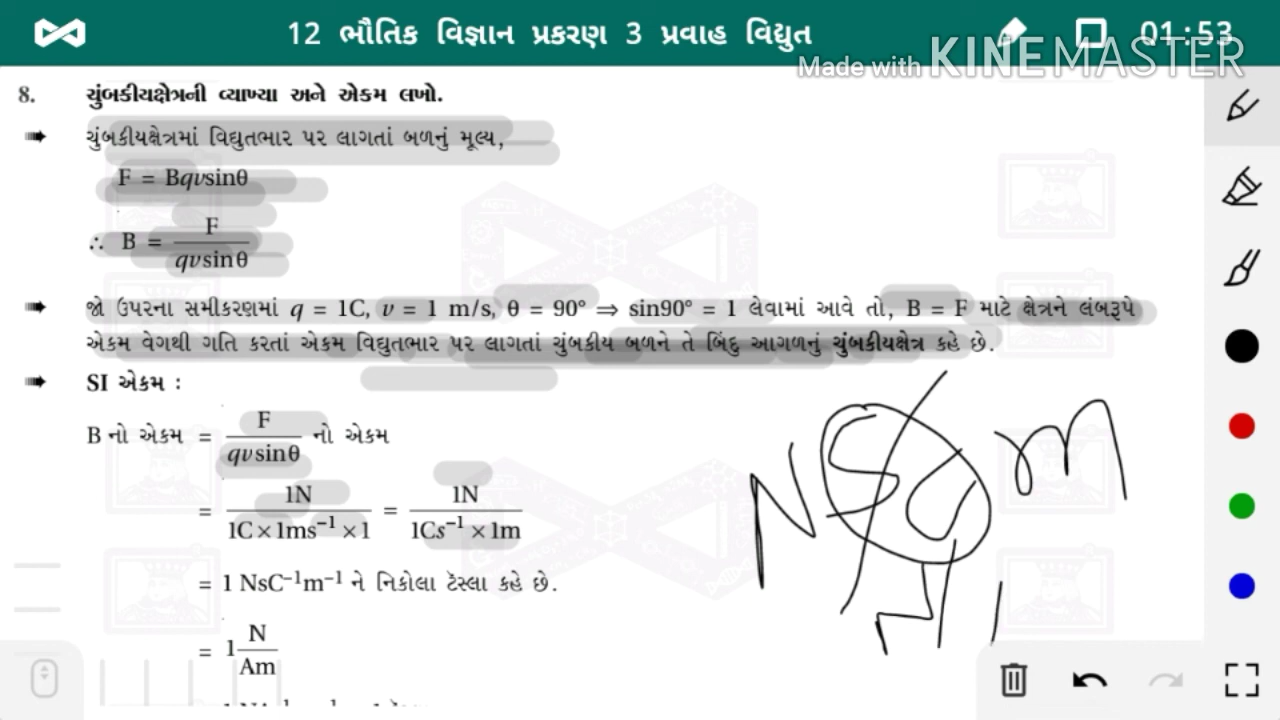 12 ભૌતિક વિજ્ઞાન પ્રકરણ 3 પ્રવાહ વિદ્યુત
01:53
Made with KINEMASTER
8. ચુંબકીયક્ષેત્રની વ્યાખ્યા અને એકમ લખો.
➠ ચુંબકીયક્ષેત્રમાં વિદ્યુતભાર પર લાગતાં બળનું મૂલ્ય,
F = Bqvsinθ
∴ B = F / qvsinθ
➠ જો ઉપરના સમીકરણમાં q = 1C, v = 1 m/s, θ = 90° ⇒ sin90° = 1 લેવામાં આવે તો, B = F માટે ક્ષેત્રને લંબરૂપે
એકમ વેગથી ગતિ કરતાં એકમ વિદ્યુતભાર પર લાગતાં ચુંબકીય બળને તે બિંદુ આગળનું ચુંબકીયક્ષેત્ર કહે છે.
➠ SI એકમ :
B નો એકમ = F / qvsinθ નો એકમ
= 1N / 1C×1ms⁻¹×1 = 1N / 1Cs⁻¹×1m
= 1 NsC⁻¹m⁻¹ ને નિકોલા ટેસ્લા કહે છે.
= 1 N / Am
N S C m